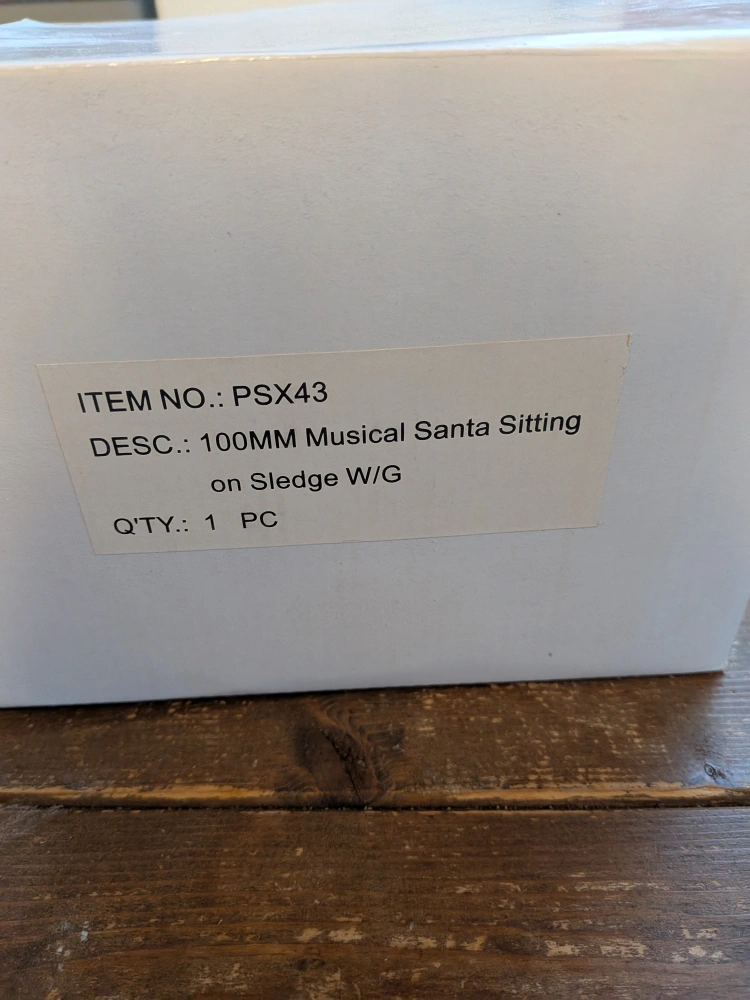 ITEM NO.: PSX43
DESC.: 100MM Musical Santa Sitting
on Sledge W/G
Q'TY.: 1 PC